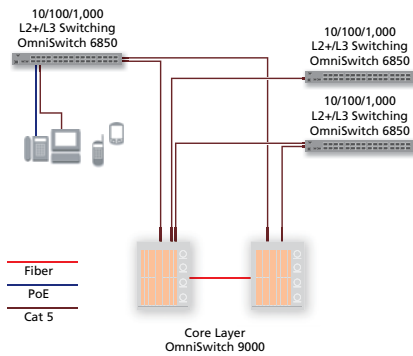 10/100/1,000
L2+/L3 Switching
OmniSwitch 6850
10/100/1,000
L2+/L3 Switching
OmniSwitch 6850
10/100/1,000
L2+/L3 Switching
OmniSwitch 6850
Fiber
PoE
Cat 5
Core Layer
OmniSwitch 9000